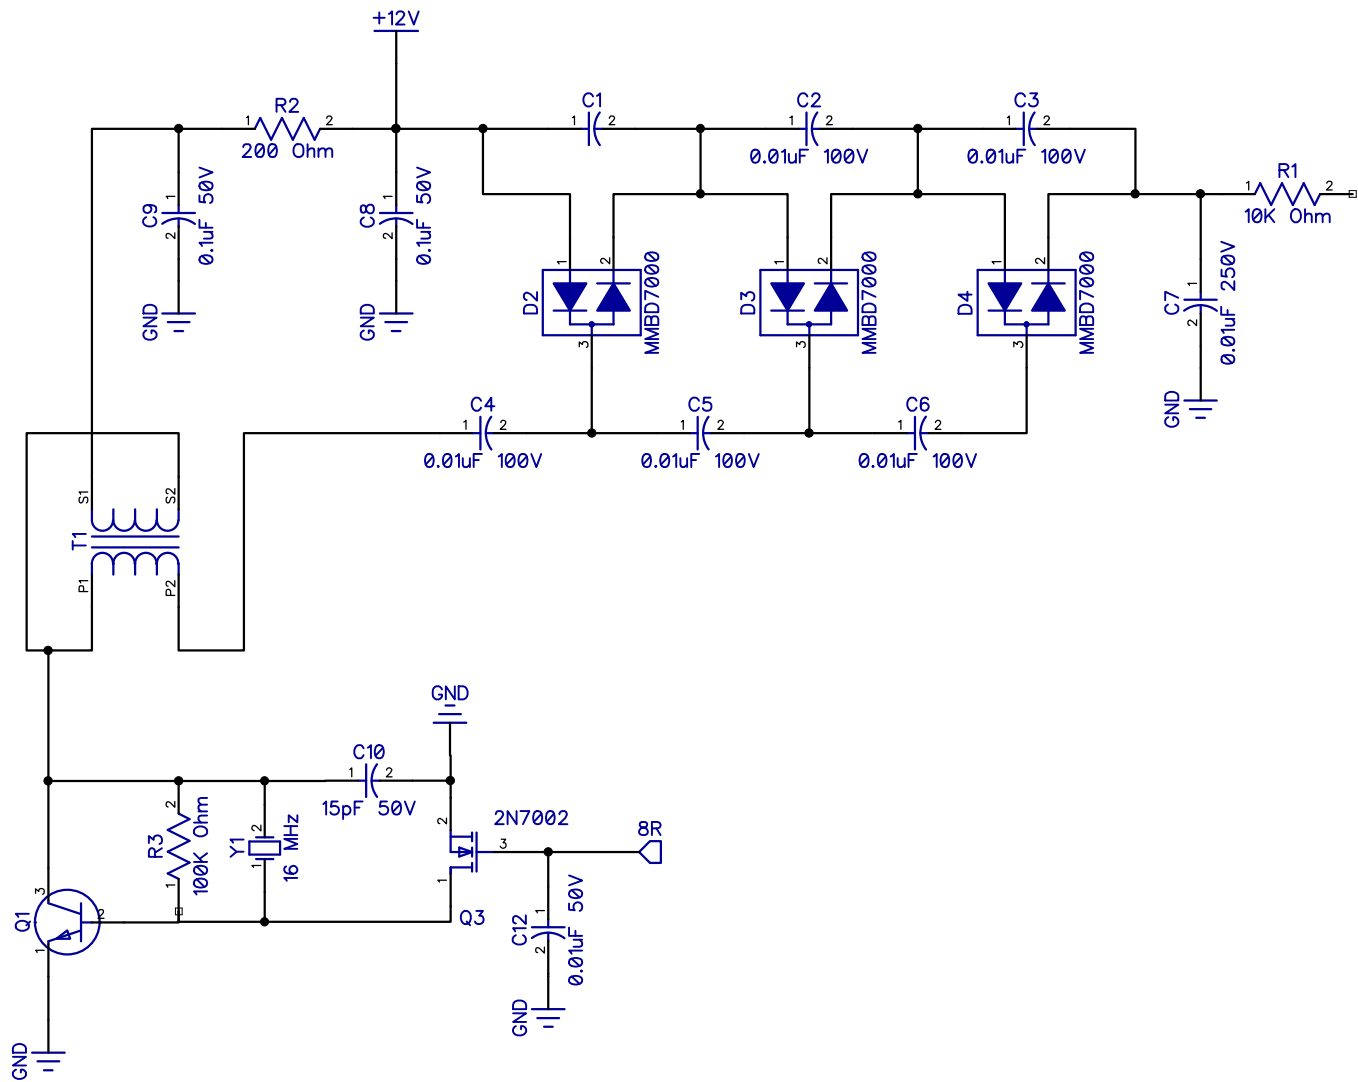 +12V
R2
1 2
200 Ohm
C1
1 2
C2
1 2
0.01uF 100V
C3
1 2
0.01uF 100V
R1
1 2
10K Ohm
C9
1
2
0.1uF 50V
GND
C8
1
2
0.1uF 50V
GND
D2
1
2
3
MMBD7000
D3
1
2
3
MMBD7000
D4
1
2
3
MMBD7000
C7
1
2
0.01uF 250V
GND
C4
1 2
0.01uF 100V
C5
1 2
0.01uF 100V
C6
1 2
0.01uF 100V
S1
S2
T1
P1
P2
GND
C10
1 2
15pF 50V
R3
2
1
100K Ohm
Y1
2
1
16 MHz
2
2N7002
3
1
Q3
8R
C12
1
2
0.01uF 50V
GND
Q1
3
2
1
GND